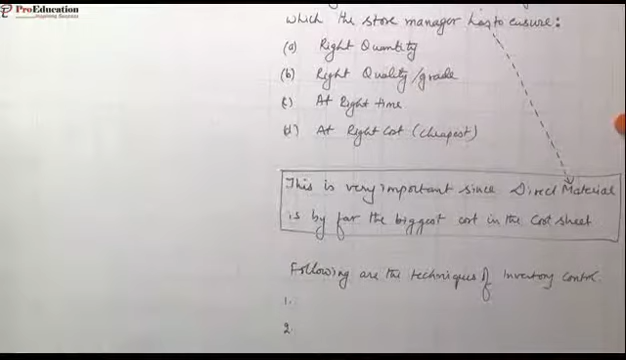 ProEducation
Inspiring Success
which the store manager has to ensure:
(a) Right Quantity
(b) Right Quality/grade
(c) At Right time
(d) At Right Cost (cheapest)
This is very important since Direct Material
is by far the biggest cost in the Cost sheet
Following are the techniques of Inventory Control.
1.
2.